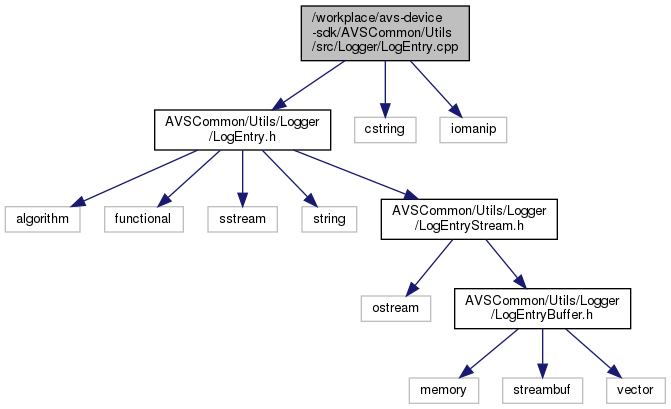 /workplace/avs-device
-sdk/AVSCommon/Utils
/src/Logger/LogEntry.cpp
AVSCommon/Utils/Logger
/LogEntry.h
cstring
iomanip
algorithm
functional
sstream
string
AVSCommon/Utils/Logger
/LogEntryStream.h
ostream
AVSCommon/Utils/Logger
/LogEntryBuffer.h
memory
streambuf
vector